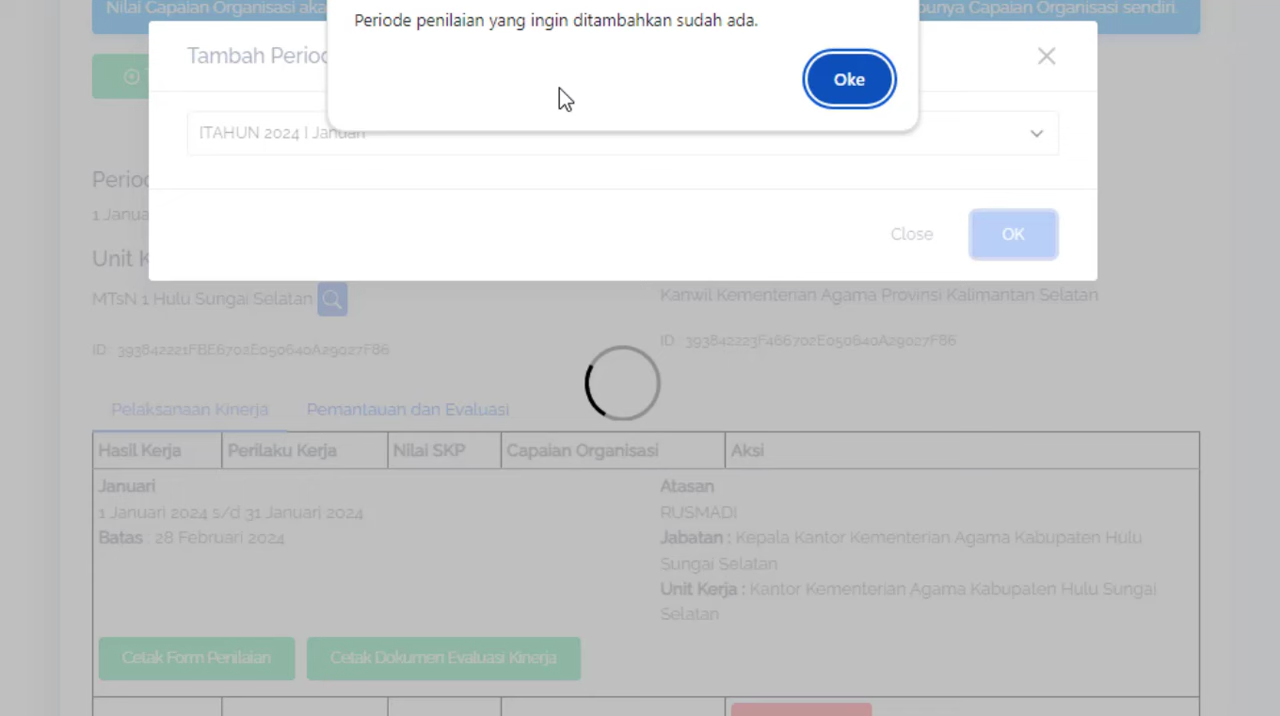 Nilai Capaian Organisasi aka
punya Capaian Organisasi sendiri.
Periode penilaian yang ingin ditambahkan sudah ada.
Oke
Tambah Period
ITAHUN 2024 | Januari
Close
OK
Period
1 Janua
Unit K
MTsN 1 Hulu Sungai Selatan
Kanwil Kementerian Agama Provinsi Kalimantan Selatan
ID: 393842221FBE6702E050640A29027F86
ID: 393842223F466702E050640A29027F86
Pelaksanaan Kinerja
Pemantauan dan Evaluasi
Hasil Kerja
Perilaku Kerja
Nilai SKP
Capaian Organisasi
Aksi
Januari
1 Januari 2024 s/d 31 Januari 2024
Batas : 28 Februari 2024
Atasan
RUSMADI
Jabatan : Kepala Kantor Kementerian Agama Kabupaten Hulu
Sungai Selatan
Unit Kerja : Kantor Kementerian Agama Kabupaten Hulu Sungai
Selatan
Cetak Form Penilaian
Cetak Dokumen Evaluasi Kinerja